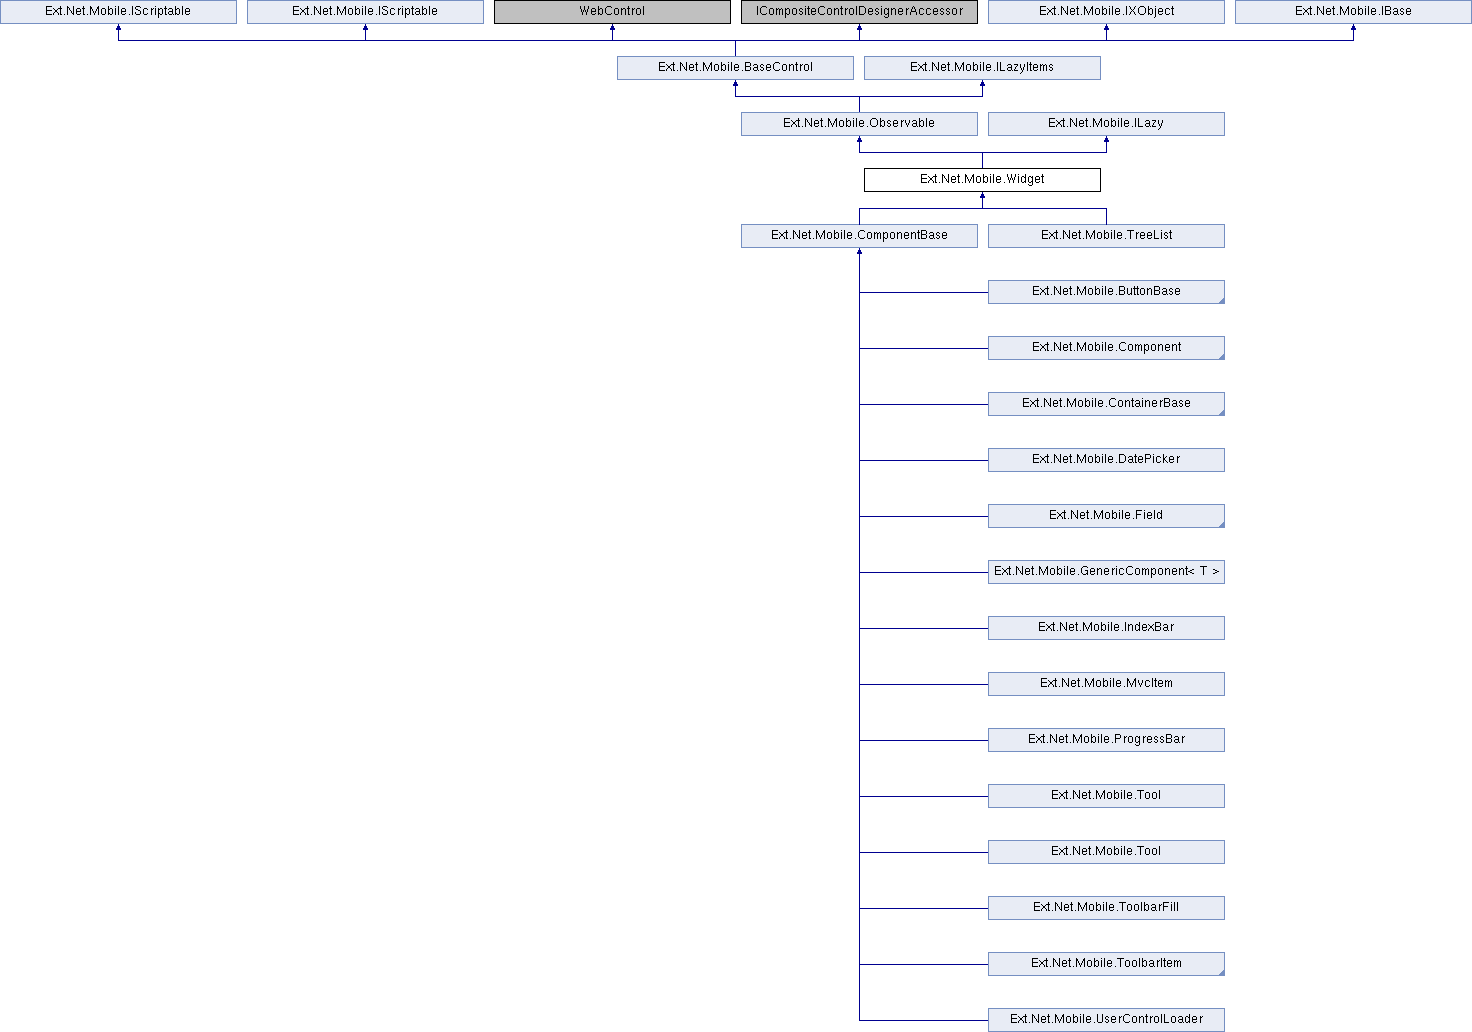 Ext.Net.Mobile.IScriptable
Ext.Net.Mobile.IScriptable
WebControl
ICompositeControlDesignerAccessor
Ext.Net.Mobile.IXObject
Ext.Net.Mobile.IBase
Ext.Net.Mobile.BaseControl
Ext.Net.Mobile.ILazyItems
Ext.Net.Mobile.Observable
Ext.Net.Mobile.ILazy
Ext.Net.Mobile.Widget
Ext.Net.Mobile.ComponentBase
Ext.Net.Mobile.TreeList
Ext.Net.Mobile.ButtonBase
Ext.Net.Mobile.Component
Ext.Net.Mobile.ContainerBase
Ext.Net.Mobile.DatePicker
Ext.Net.Mobile.Field
Ext.Net.Mobile.GenericComponent< T >
Ext.Net.Mobile.IndexBar
Ext.Net.Mobile.MvcItem
Ext.Net.Mobile.ProgressBar
Ext.Net.Mobile.Tool
Ext.Net.Mobile.Tool
Ext.Net.Mobile.ToolbarFill
Ext.Net.Mobile.ToolbarItem
Ext.Net.Mobile.UserControlLoader